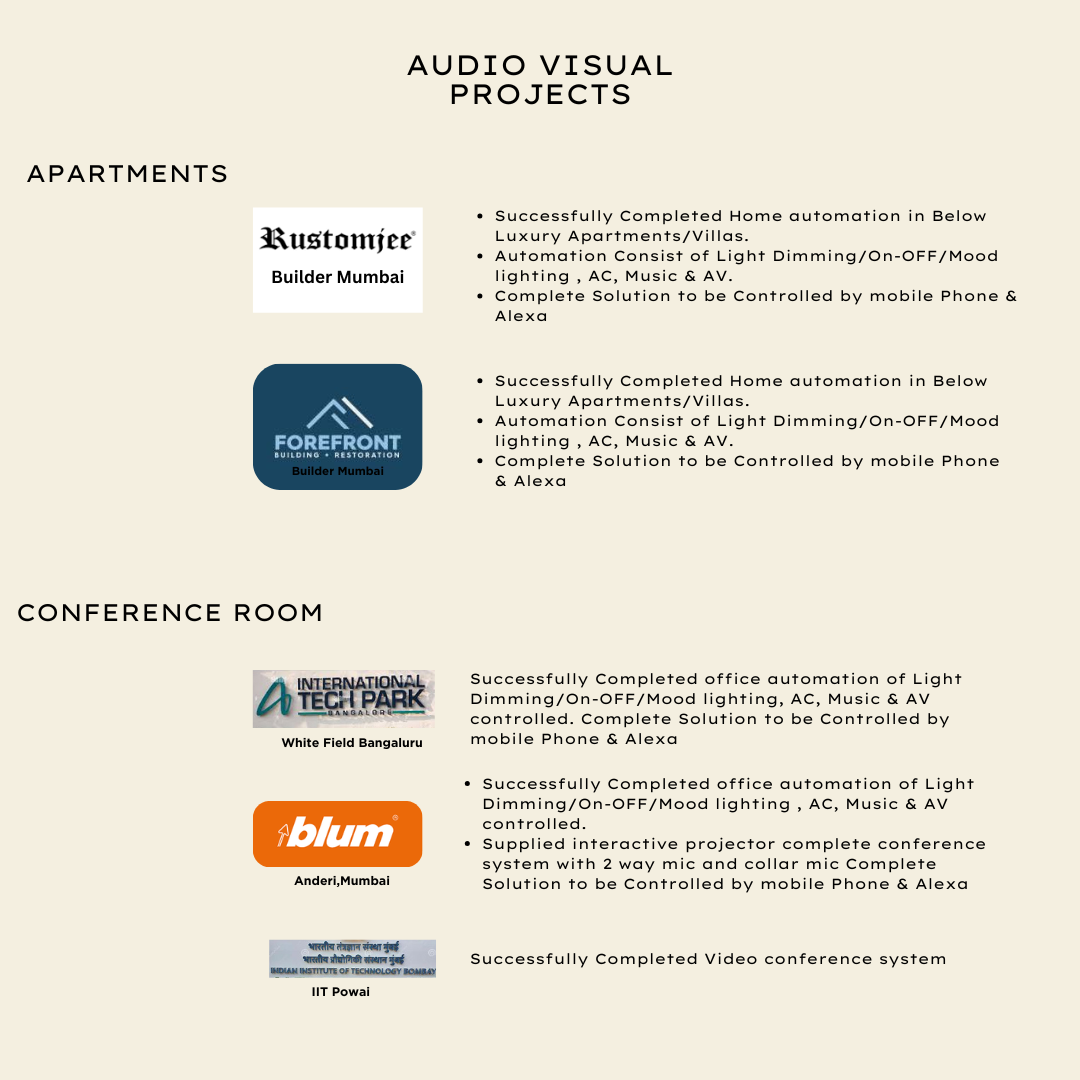 AUDIO VISUAL
PROJECTS
APARTMENTS
Rustomjee®
Builder Mumbai
• Successfully Completed Home automation in Below
Luxury Apartments/Villas.
• Automation Consist of Light Dimming/On-OFF/Mood
lighting , AC, Music & AV.
• Complete Solution to be Controlled by mobile Phone &
Alexa
FOREFRONT
BUILDING + RESTORATION
Builder Mumbai
• Successfully Completed Home automation in Below
Luxury Apartments/Villas.
• Automation Consist of Light Dimming/On-OFF/Mood
lighting , AC, Music & AV.
• Complete Solution to be Controlled by mobile Phone
& Alexa
CONFERENCE ROOM
INTERNATIONAL
TECH PARK
BANGALORE
White Field Bangaluru
Successfully Completed office automation of Light
Dimming/On-OFF/Mood lighting, AC, Music & AV
controlled. Complete Solution to be Controlled by
mobile Phone & Alexa
blum®
Anderi,Mumbai
• Successfully Completed office automation of Light
Dimming/On-OFF/Mood lighting , AC, Music & AV
controlled.
• Supplied interactive projector complete conference
system with 2 way mic and collar mic Complete
Solution to be Controlled by mobile Phone & Alexa
भारतीय तंत्रज्ञान संस्था मुंबई
भारतीय प्रौद्योगिकी संस्थान मुंबई
INDIAN INSTITUTE OF TECHNOLOGY BOMBAY
IIT Powai
Successfully Completed Video conference system